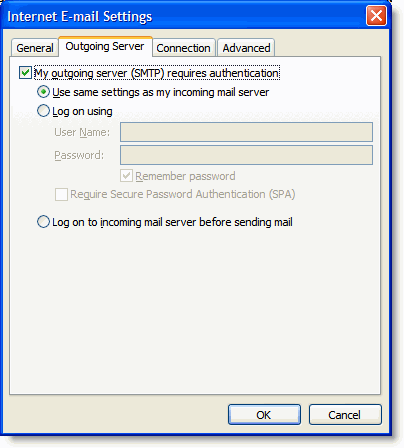 Internet E-mail Settings
General Outgoing Server Connection Advanced
My outgoing server (SMTP) requires authentication
Use same settings as my incoming mail server
Log on using
User Name:
Password:
Remember password
Require Secure Password Authentication (SPA)
Log on to incoming mail server before sending mail
OK Cancel